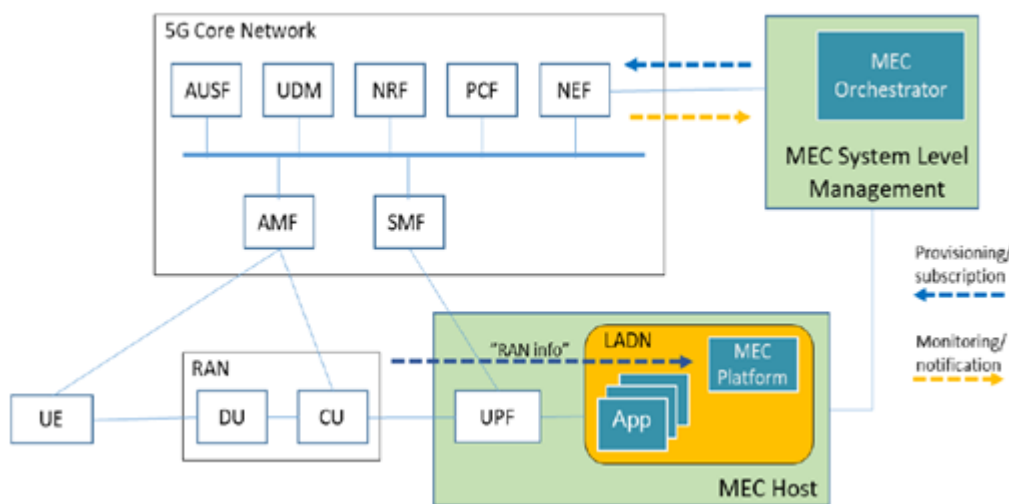 5G Core Network
AUSF
UDM
NRF
PCF
NEF
MEC
Orchestrator
MEC System Level
Management
AMF
SMF
Provisioning/
subscription
Monitoring/
notification
RAN
"RAN info"
LADN
MEC
Platform
UE
DU
CU
UPF
App
MEC Host